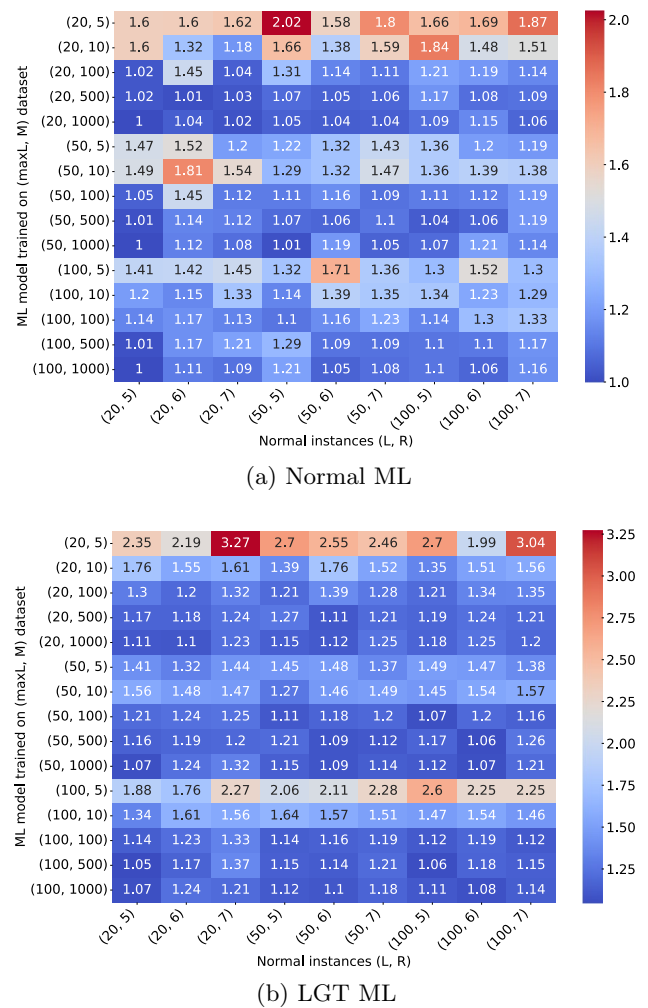 (20, 5) 1.6 1.6 1.62 2.02 1.58 1.8 1.66 1.69 1.87
(20, 10) 1.6 1.32 1.18 1.66 1.38 1.59 1.84 1.48 1.51
(20, 100) 1.02 1.45 1.04 1.31 1.14 1.11 1.21 1.19 1.14
(20, 500) 1.02 1.01 1.03 1.07 1.05 1.06 1.17 1.08 1.09
(20, 1000) 1 1.04 1.02 1.05 1.04 1.04 1.09 1.15 1.06
(50, 5) 1.47 1.52 1.2 1.22 1.32 1.43 1.36 1.2 1.19
(50, 10) 1.49 1.81 1.54 1.29 1.32 1.47 1.36 1.39 1.38
(50, 100) 1.05 1.45 1.12 1.11 1.16 1.09 1.11 1.12 1.19
(50, 500) 1.01 1.14 1.12 1.07 1.06 1.1 1.04 1.06 1.19
(50, 1000) 1 1.12 1.08 1.01 1.19 1.05 1.07 1.21 1.14
(100, 5) 1.41 1.42 1.45 1.32 1.71 1.36 1.3 1.52 1.3
(100, 10) 1.2 1.15 1.33 1.14 1.39 1.35 1.34 1.23 1.29
(100, 100) 1.14 1.17 1.13 1.1 1.16 1.23 1.14 1.3 1.33
(100, 500) 1.01 1.17 1.21 1.29 1.09 1.09 1.1 1.1 1.17
(100, 1000) 1 1.11 1.09 1.21 1.05 1.08 1.1 1.06 1.16
(20, 5) (20, 6) (20, 7) (50, 5) (50, 6) (50, 7) (100, 5) (100, 6) (100, 7)
Normal instances (L, R)
ML model trained on (maxL, M) dataset
2.0
1.8
1.6
1.4
1.2
1.0
(a) Normal ML
(20, 5) 2.35 2.19 3.27 2.7 2.55 2.46 2.7 1.99 3.04
(20, 10) 1.76 1.55 1.61 1.39 1.76 1.52 1.35 1.51 1.56
(20, 100) 1.3 1.2 1.32 1.21 1.39 1.28 1.21 1.34 1.35
(20, 500) 1.17 1.18 1.24 1.27 1.11 1.21 1.19 1.24 1.21
(20, 1000) 1.11 1.1 1.23 1.15 1.12 1.25 1.18 1.25 1.2
(50, 5) 1.41 1.32 1.44 1.45 1.48 1.37 1.49 1.47 1.38
(50, 10) 1.56 1.48 1.47 1.27 1.46 1.49 1.45 1.54 1.57
(50, 100) 1.21 1.24 1.25 1.11 1.18 1.2 1.07 1.2 1.16
(50, 500) 1.16 1.19 1.2 1.21 1.09 1.12 1.17 1.06 1.26
(50, 1000) 1.07 1.24 1.32 1.15 1.09 1.14 1.12 1.07 1.21
(100, 5) 1.88 1.76 2.27 2.06 2.11 2.28 2.6 2.25 2.25
(100, 10) 1.34 1.61 1.56 1.64 1.57 1.51 1.47 1.54 1.46
(100, 100) 1.14 1.23 1.33 1.14 1.16 1.19 1.12 1.19 1.12
(100, 500) 1.05 1.17 1.37 1.15 1.14 1.21 1.06 1.18 1.15
(100, 1000) 1.07 1.24 1.21 1.12 1.1 1.18 1.11 1.08 1.14
(20, 5) (20, 6) (20, 7) (50, 5) (50, 6) (50, 7) (100, 5) (100, 6) (100, 7)
Normal instances (L, R)
ML model trained on (maxL, M) dataset
3.25
3.00
2.75
2.50
2.25
2.00
1.75
1.50
1.25
(b) LGT ML